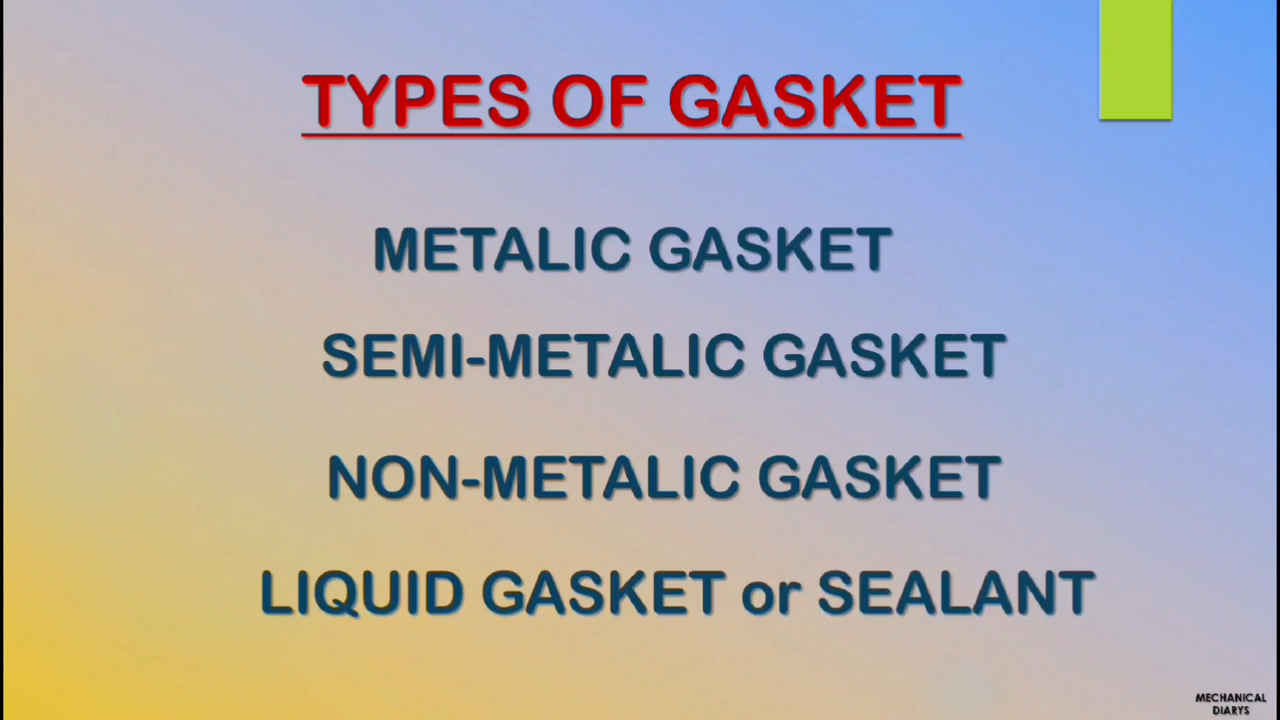 TYPES OF GASKET
METALIC GASKET
SEMI-METALIC GASKET
NON-METALIC GASKET
LIQUID GASKET or SEALANT
MECHANICAL
DIARYS